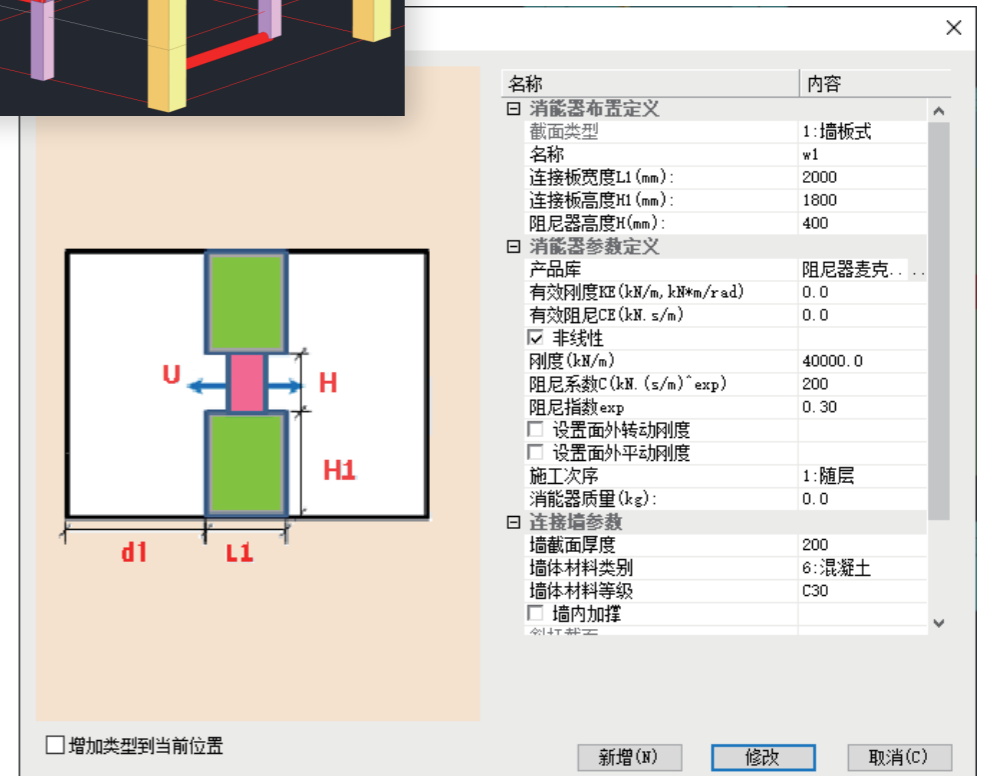 名称 内容
消能器布置定义
截面类型 1:墙板式
名称 w1
连接板宽度L1(mm): 2000
连接板高度H1(mm): 1800
阻尼器高度H(mm): 400
消能器参数定义
产品库 阻尼器麦克.. ..
有效刚度KE(kN/m,kN*m/rad) 0.0
有效阻尼CE(kN.s/m) 0.0
非线性
刚度(kN/m) 40000.0
阻尼系数C(kN.(s/m)^exp) 200
阻尼指数exp 0.30
设置面外转动刚度
设置面外平动刚度
施工次序 1:随层
消能器质量(kg): 0.0
连接墙参数
墙截面厚度 200
墙体材料类别 6:混凝土
墙体材料等级 C30
墙内加撑
U
H
H1
d1 L1
增加类型到当前位置
新增(N) 修改 取消(C)